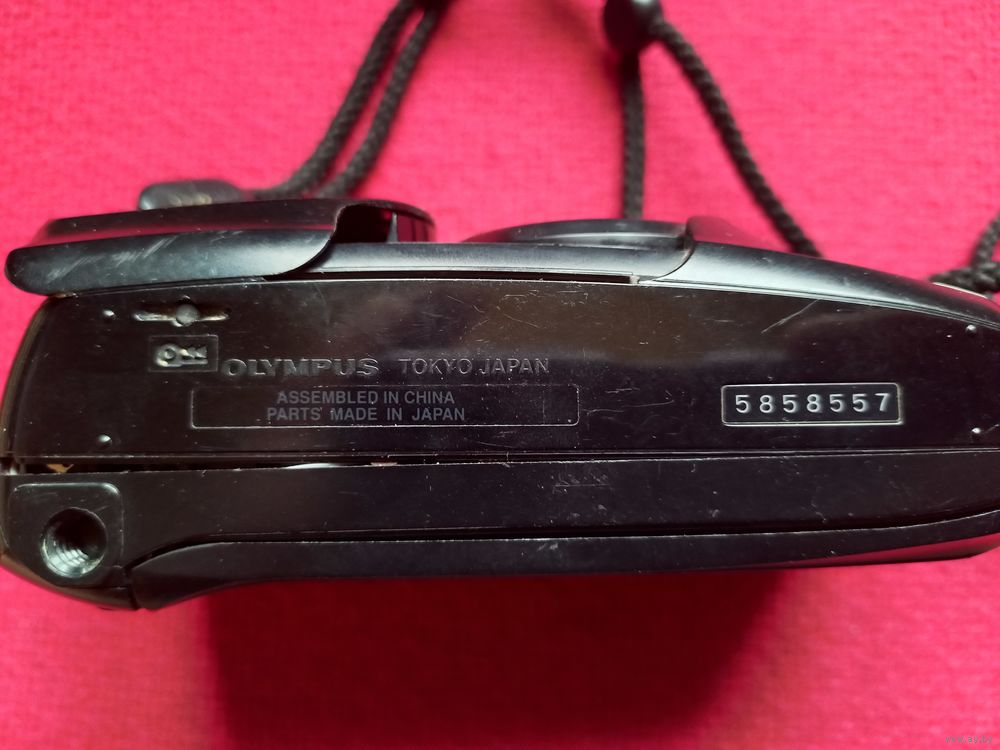 OLYMPUS TOKYO JAPAN
ASSEMBLED IN CHINA
PARTS MADE IN JAPAN
5858557